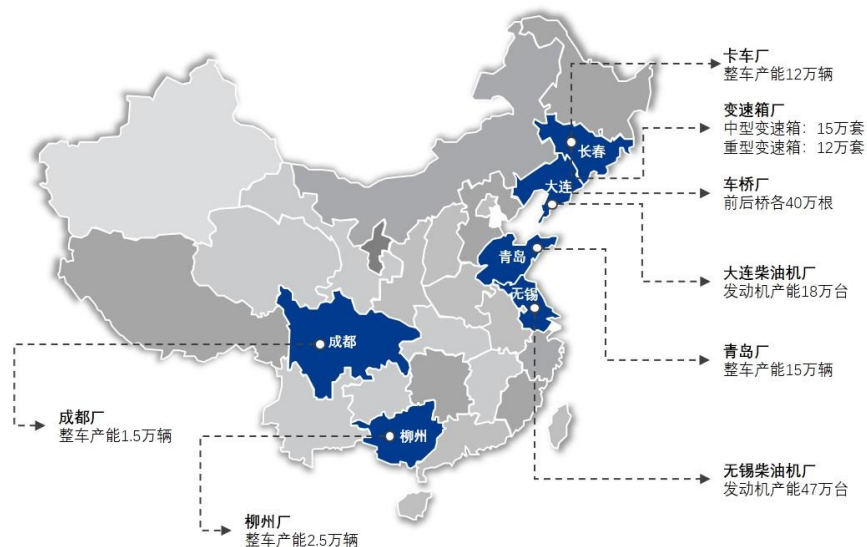 卡车厂
整车产能12万辆
变速箱厂
中型变速箱：15万套
重型变速箱：12万套
长春
大连
车桥厂
前后桥各40万根
青岛
大连柴油机厂
发动机产能18万台
无锡
成都
青岛厂
整车产能15万辆
成都厂
整车产能1.5万辆
柳州
无锡柴油机厂
发动机产能47万台
柳州厂
整车产能2.5万辆